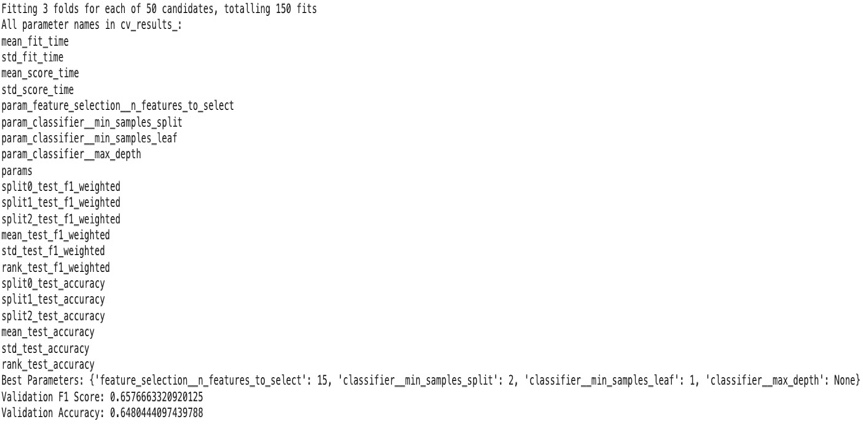 Fitting 3 folds for each of 50 candidates, totalling 150 fits
All parameter names in cv_results_:
mean_fit_time
std_fit_time
mean_score_time
std_score_time
param_feature_selection__n_features_to_select
param_classifier__min_samples_split
param_classifier__min_samples_leaf
param_classifier__max_depth
params
split0_test_f1_weighted
split1_test_f1_weighted
split2_test_f1_weighted
mean_test_f1_weighted
std_test_f1_weighted
rank_test_f1_weighted
split0_test_accuracy
split1_test_accuracy
split2_test_accuracy
mean_test_accuracy
std_test_accuracy
rank_test_accuracy
Best Parameters: {'feature_selection__n_features_to_select': 15, 'classifier__min_samples_split': 2, 'classifier__min_samples_leaf': 1, 'classifier__max_depth': None}
Validation F1 Score: 0.6576663320920125
Validation Accuracy: 0.6480444097439788